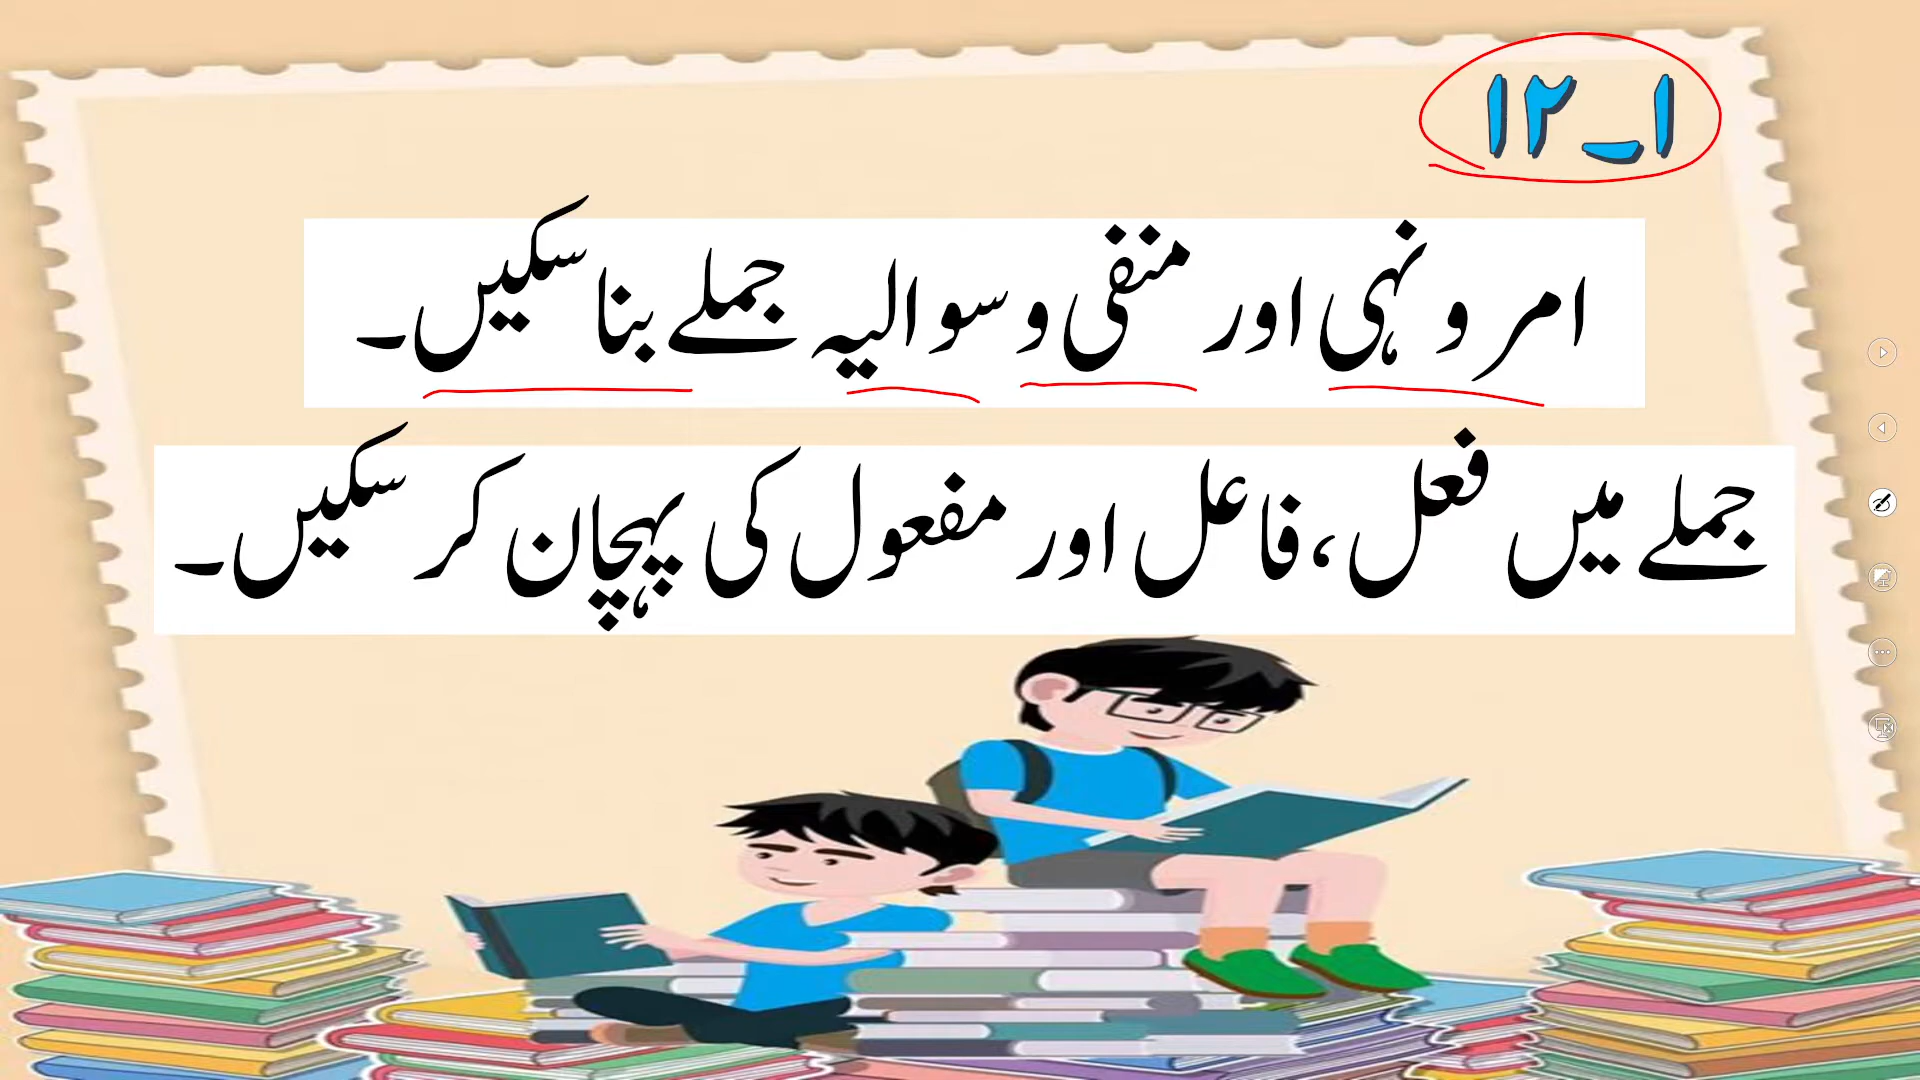 ۱۔۱۲
امر و نہی اور منفی و سوالیہ جملے بنا سکیں۔
جملے میں فعل، فاعل اور مفعول کی پہچان کر سکیں۔